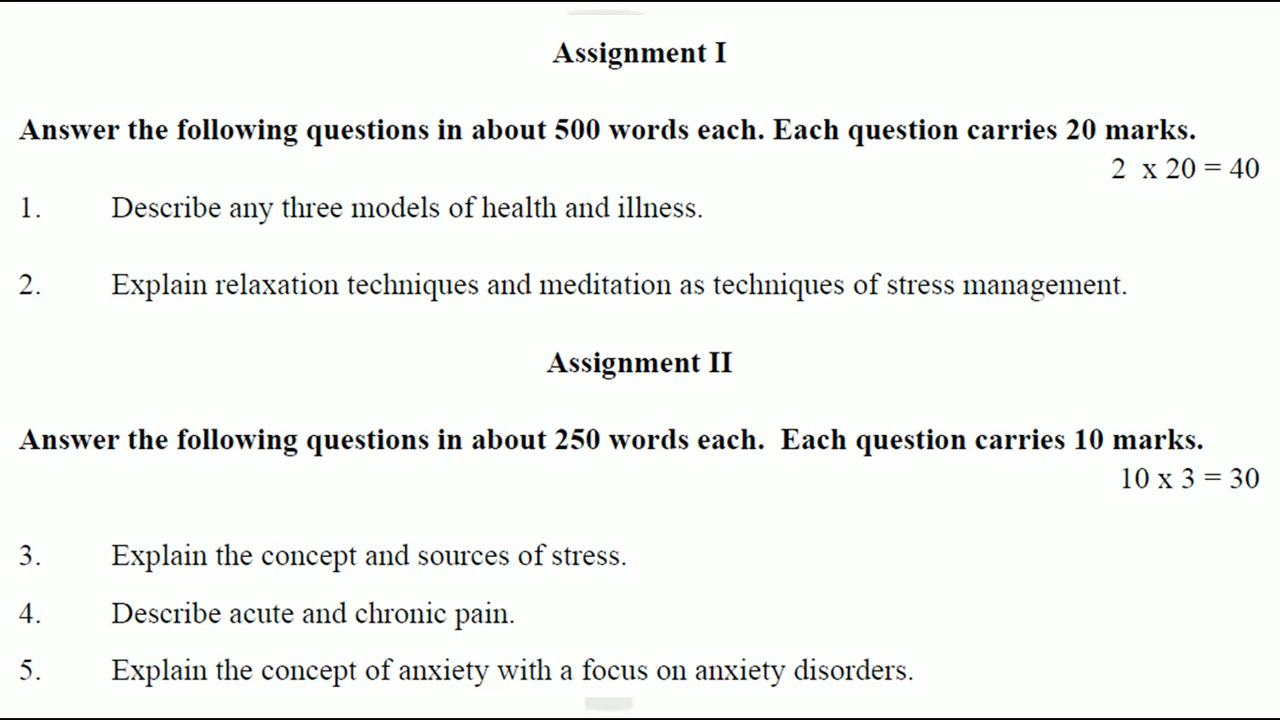 Assignment I
Answer the following questions in about 500 words each. Each question carries 20 marks.
2 x 20 = 40
1. Describe any three models of health and illness.
2. Explain relaxation techniques and meditation as techniques of stress management.
Assignment II
Answer the following questions in about 250 words each. Each question carries 10 marks.
10 x 3 = 30
3. Explain the concept and sources of stress.
4. Describe acute and chronic pain.
5. Explain the concept of anxiety with a focus on anxiety disorders.